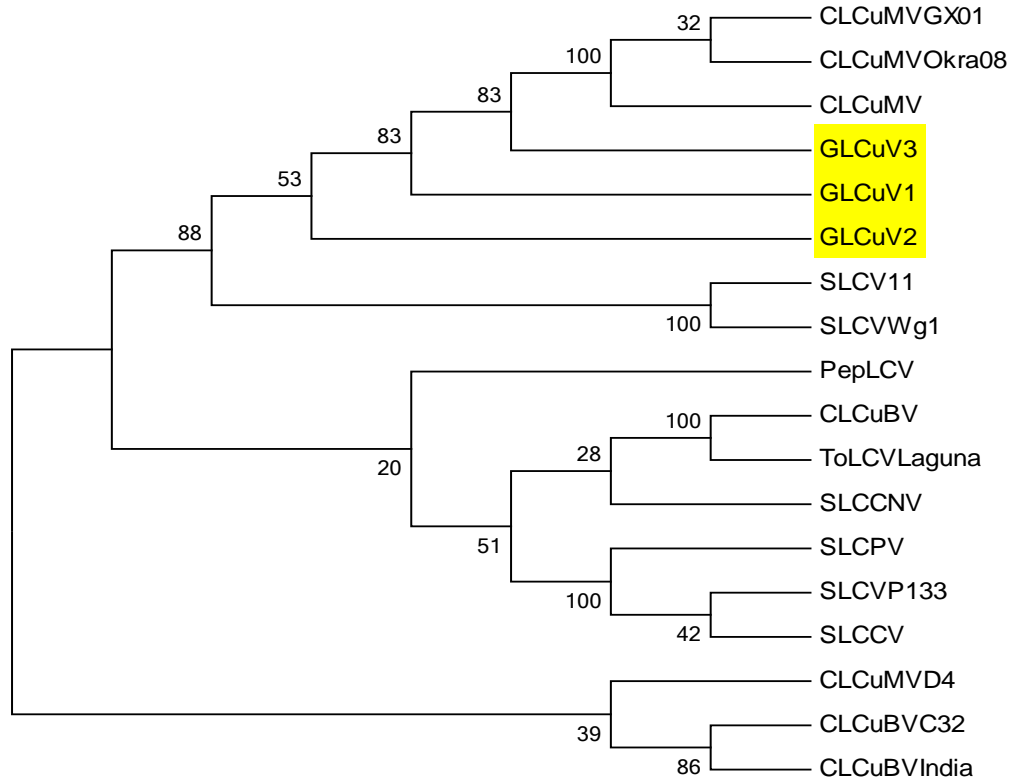 CLCuMVGX01
32
CLCuMVOkra08
100
CLCuMV
83
GLCuV3
83
GLCuV1
53
GLCuV2
88
SLCV11
SLCVWg1
100
PepLCV
CLCuBV
100
ToLCVLaguna
28
20
SLCCNV
51
SLCPV
SLCVP133
100
SLCCV
42
CLCuMVD4
CLCuBVC32
39
CLCuBVIndia
86